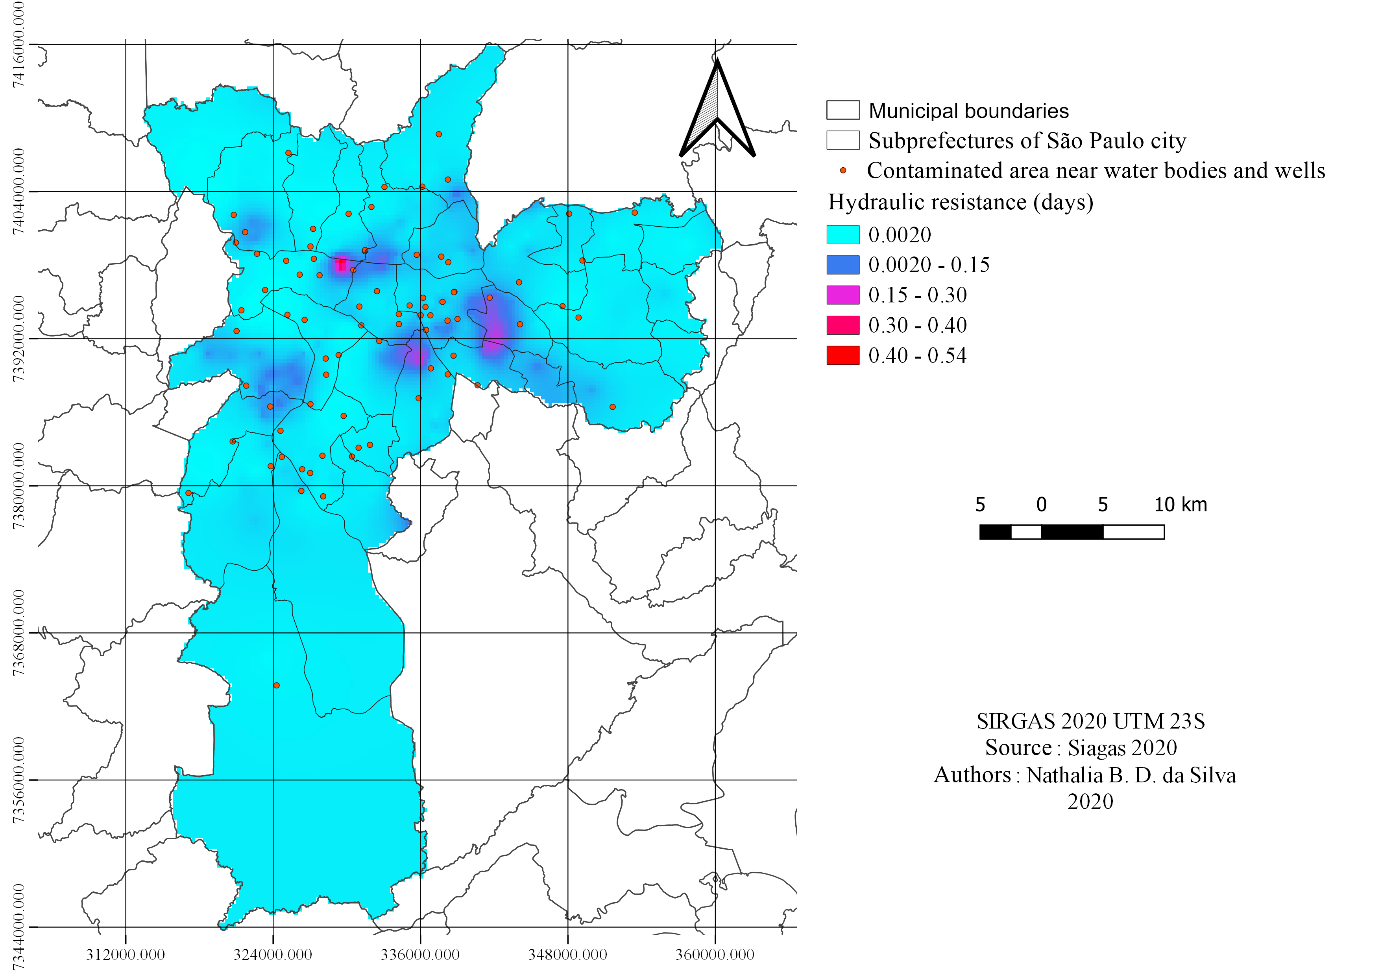 7416000.000
7404000.000
7392000.000
7380000.000
7368000.000
7356000.000
7344000.000
312000.000
324000.000
336000.000
348000.000
360000.000
Municipal boundaries
Subprefectures of São Paulo city
Contaminated area near water bodies and wells
Hydraulic resistance (days)
0.0020
0.0020 - 0.15
0.15 - 0.30
0.30 - 0.40
0.40 - 0.54
5 0 5 10 km
SIRGAS 2020 UTM 23S
Source : Siagas 2020
Authors : Nathalia B. D. da Silva
2020